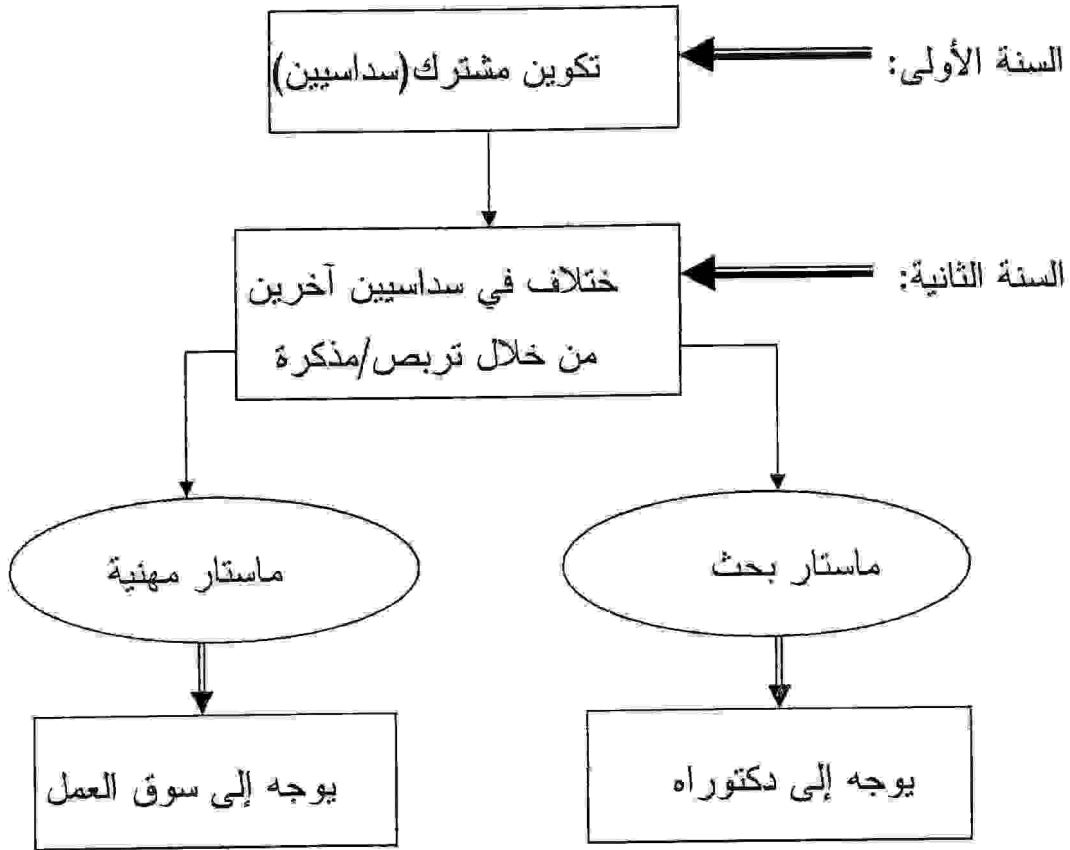 السنة الأولى:
تكوين مشترك(سداسيين)
السنة الثانية:
ختلاف في سداسيين آخرين
من خلال تربص/مذكرة
ماستار بحث
ماستار مهنية
يوجه إلى دكتوراه
يوجه إلى سوق العمل